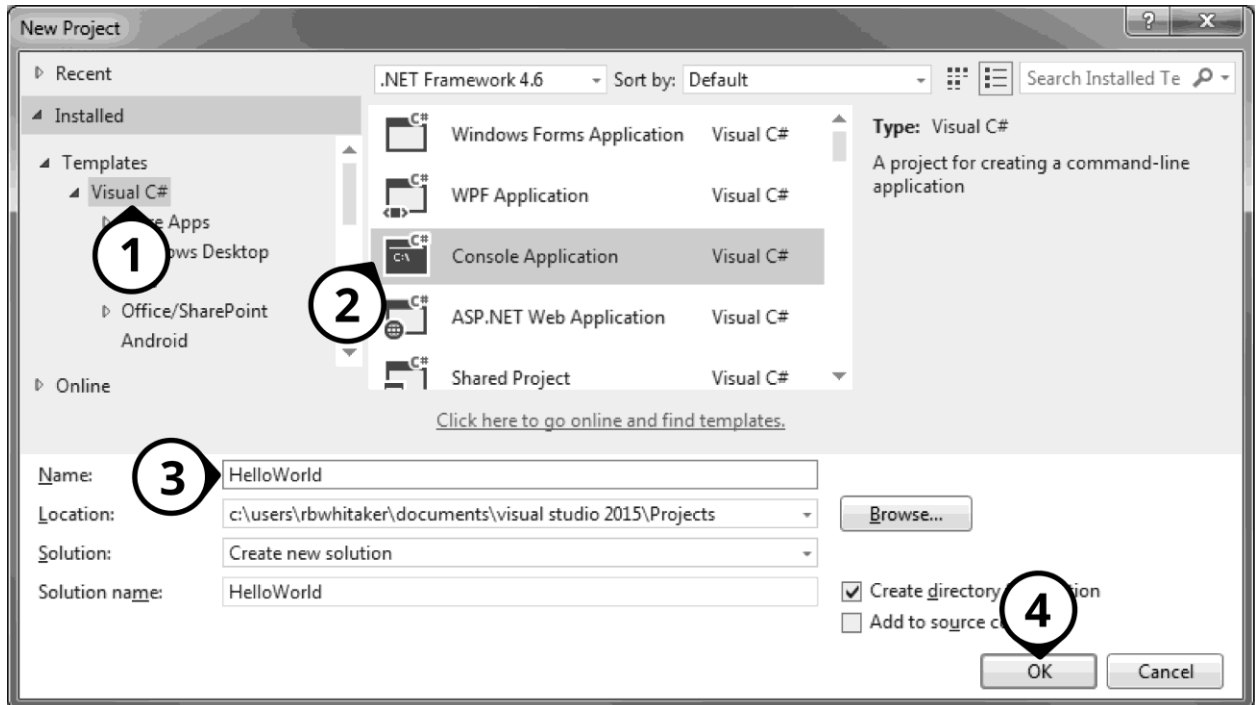 New Project
Recent
.NET Framework 4.6 Sort by: Default Search Installed Te
Installed
Templates
Visual C#
Apps
Desktop
Office/SharePoint
Android
Online
C# Windows Forms Application Visual C#
C# WPF Application Visual C#
C# C:\ Console Application Visual C#
C# ASP.NET Web Application Visual C#
C# Shared Project Visual C#
Type: Visual C#
A project for creating a command-line
application
1
2
Click here to go online and find templates.
Name: 3 HelloWorld
Location: c:\users\rbwhitaker\documents\visual studio 2015\Projects Browse...
Solution: Create new solution
Solution name: HelloWorld
Create directory
Add to source
4
OK Cancel